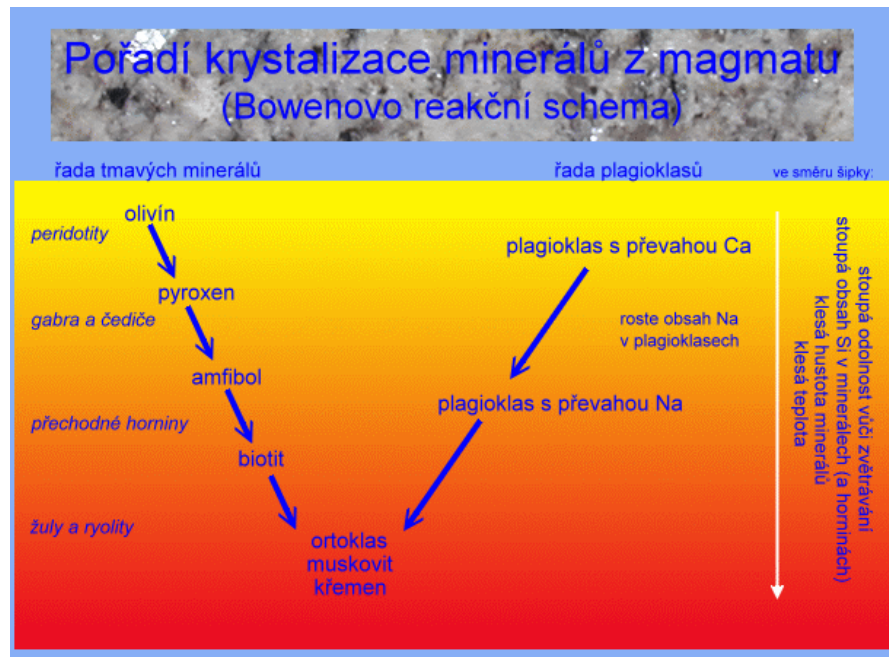 Pořadí krystalizace minerálů z magmatu
(Bowenovo reakční schema)
řada tmavých minerálů
řada plagioklasů
ve směru šipky:
olivín
peridotity
plagioklas s převahou Ca
pyroxen
gabra a čediče
roste obsah Na
v plagioklasech
amfibol
plagioklas s převahou Na
přechodné horniny
biotit
žuly a ryolity
ortoklas
muskovit
křemen
stoupá odolnost vůči zvětrávání
stoupá obsah Si v minerálech (a horninách)
klesá hustota minerálů
klesá teplota